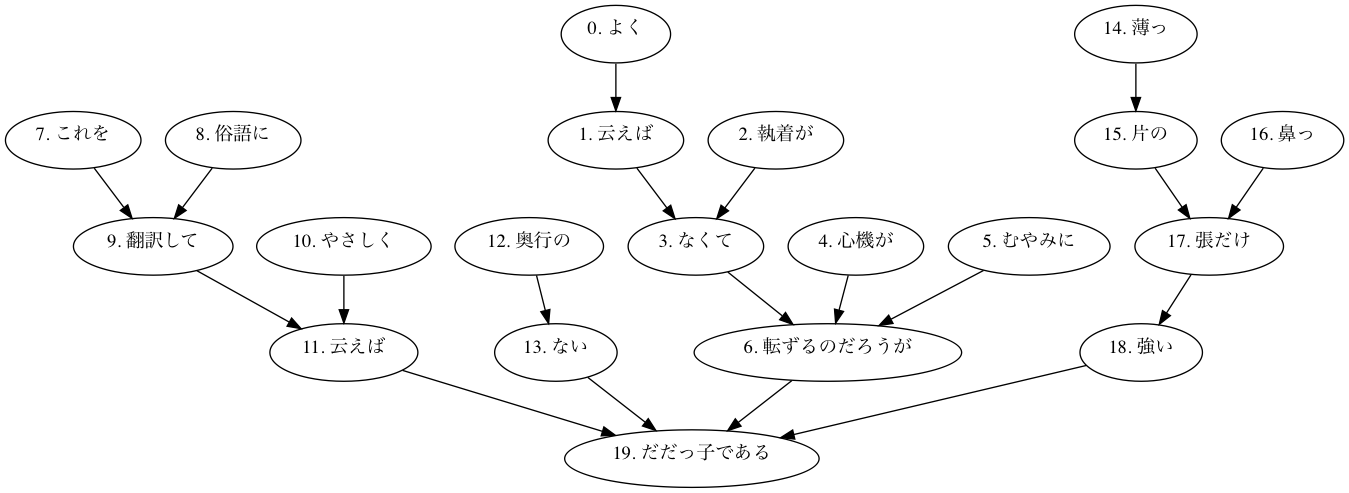 0. よく
14. 薄っ
7. これを
8. 俗語に
1. 云えば
2. 執着が
15. 片の
16. 鼻っ
9. 翻訳して
10. やさしく
12. 奥行の
3. なくて
4. 心機が
5. むやみに
17. 張だけ
11. 云えば
13. ない
6. 転ずるのだろうが
18. 強い
19. だだっ子である